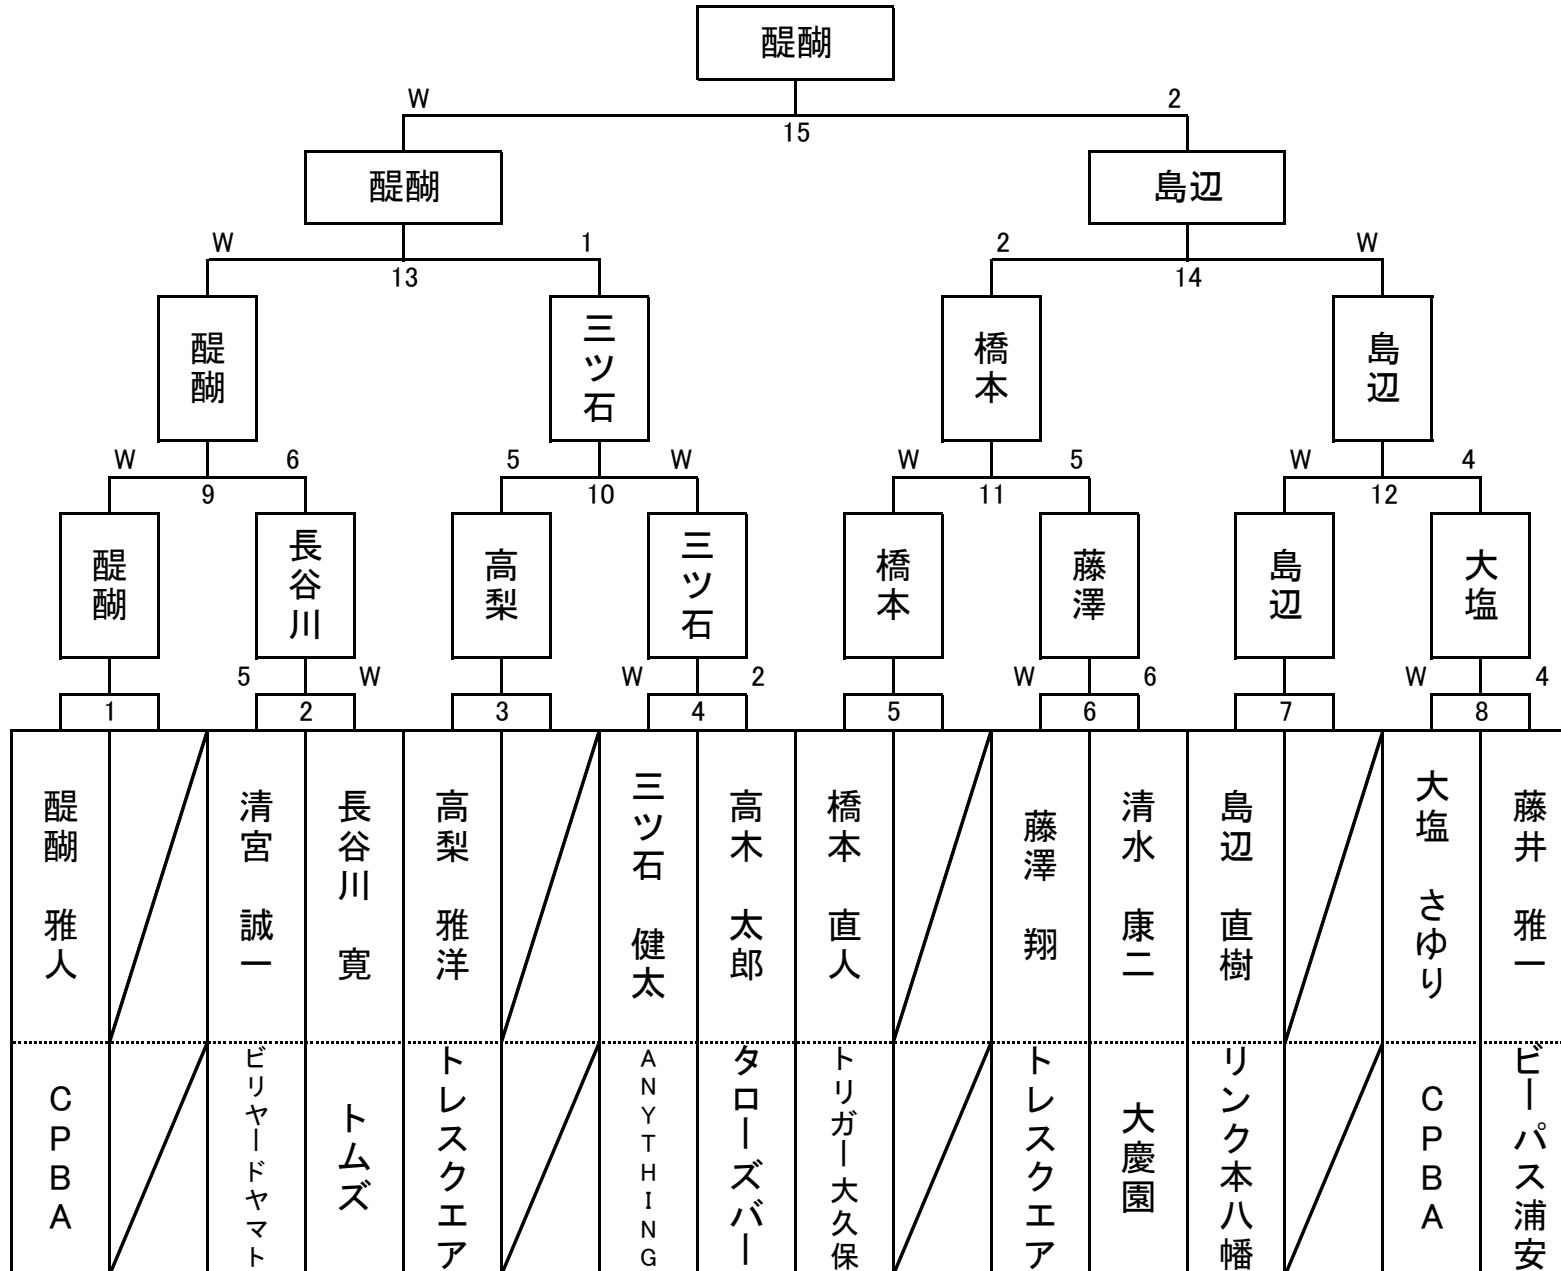 醍醐
W 2
15
醍醐 島辺
W 1 2 W
13 14
醍醐 三ツ石 橋本 島辺
W 6 5 W W 5 W 4
9 10 11 12
醍醐 長谷川 高梨 三ツ石 橋本 藤澤 島辺 大塩
5 W W 2 W 6 W 4
1 2 3 4 5 6 7 8
醍醐 雅人
清宮 誠一
長谷川 寛
高梨 雅洋
三ツ石 健太
高木 太郎
橋本 直人
藤澤 翔
清水 康二
島辺 直樹
大塩 さゆり
藤井 雅一
CPBA
ビリヤードヤマト
トムズ
トレスクエア
ANYTHING
タローズバー
トリガー大久保
トレスクエア
大慶園
リンク本八幡
CPBA
ビーパス浦安